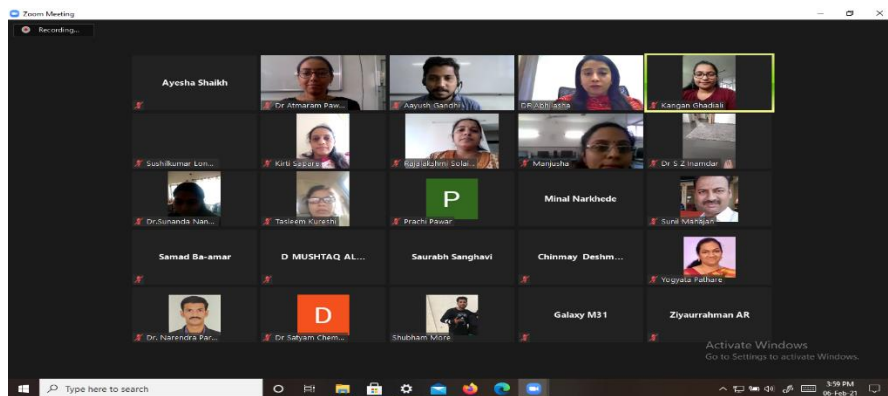 Zoom Meeting
Recording...
Ayesha Shaikh
Dr Atmaram Paw...
Aayush Gandhi
DR Abhilasha
Kangan Ghadiali
Sushilkumar Lon...
Kirti Sapare
Rajalakshmi Solai...
Manjusha
Dr S Z Inamdar
Dr.Sunanda Nan...
Tasleem Kureshi
P
Prachi Pawar
Minal Narkhede
Sunil Mahajan
Samad Ba-amar
D MUSHTAQ AL...
Saurabh Sanghavi
Chinmay Deshm...
Yogyata Pathare
Dr. Narendra Par...
D
Dr Satyam Chem...
Shubham More
Galaxy M31
Ziyaurrahman AR
Activate Windows
Go to Settings to activate Windows.
Type here to search
3:59 PM
06-Feb-21